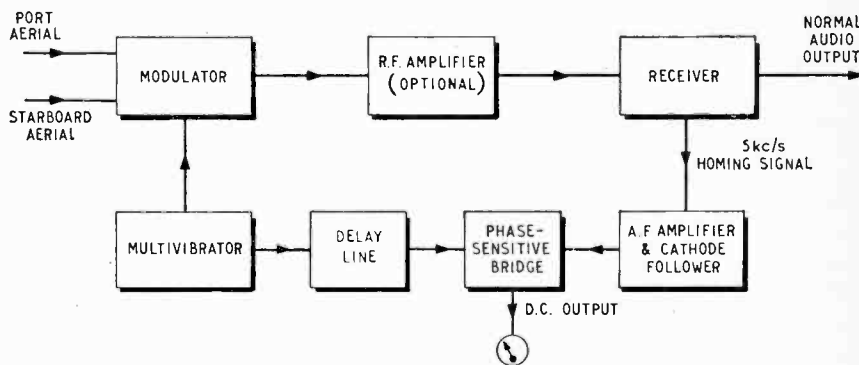 PORT
AERIAL
STARBOARD
AERIAL
MODULATOR
R.F. AMPLIFIER
(OPTIONAL)
RECEIVER
NORMAL
AUDIO
OUTPUT
5kc/s
HOMING SIGNAL
MULTIVIBRATOR
DELAY
LINE
PHASE-
SENSITIVE
BRIDGE
A.F AMPLIFIER
& CATHODE
FOLLOWER
D.C. OUTPUT